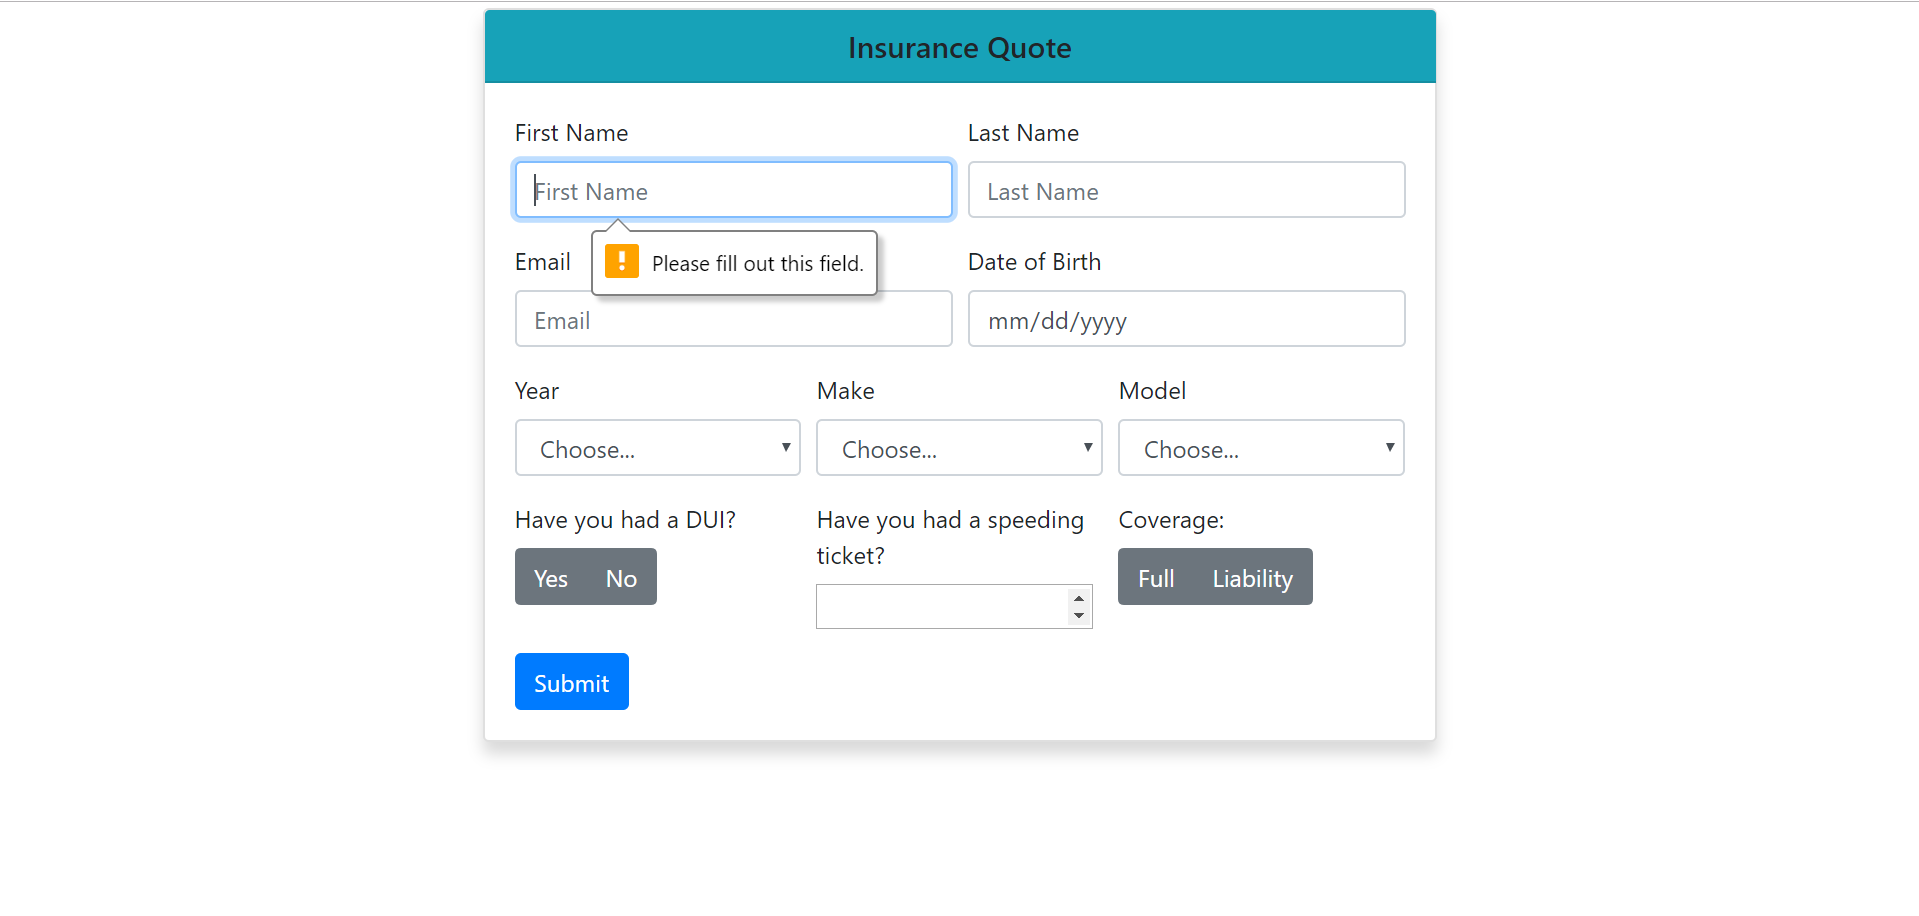 Insurance Quote
First Name
Last Name
First Name
Last Name
Email
Please fill out this field.
Date of Birth
Email
mm/dd/yyyy
Year
Make
Model
Choose...
Choose...
Choose...
Have you had a DUI?
Have you had a speeding
ticket?
Coverage:
Yes
No
Full
Liability
Submit